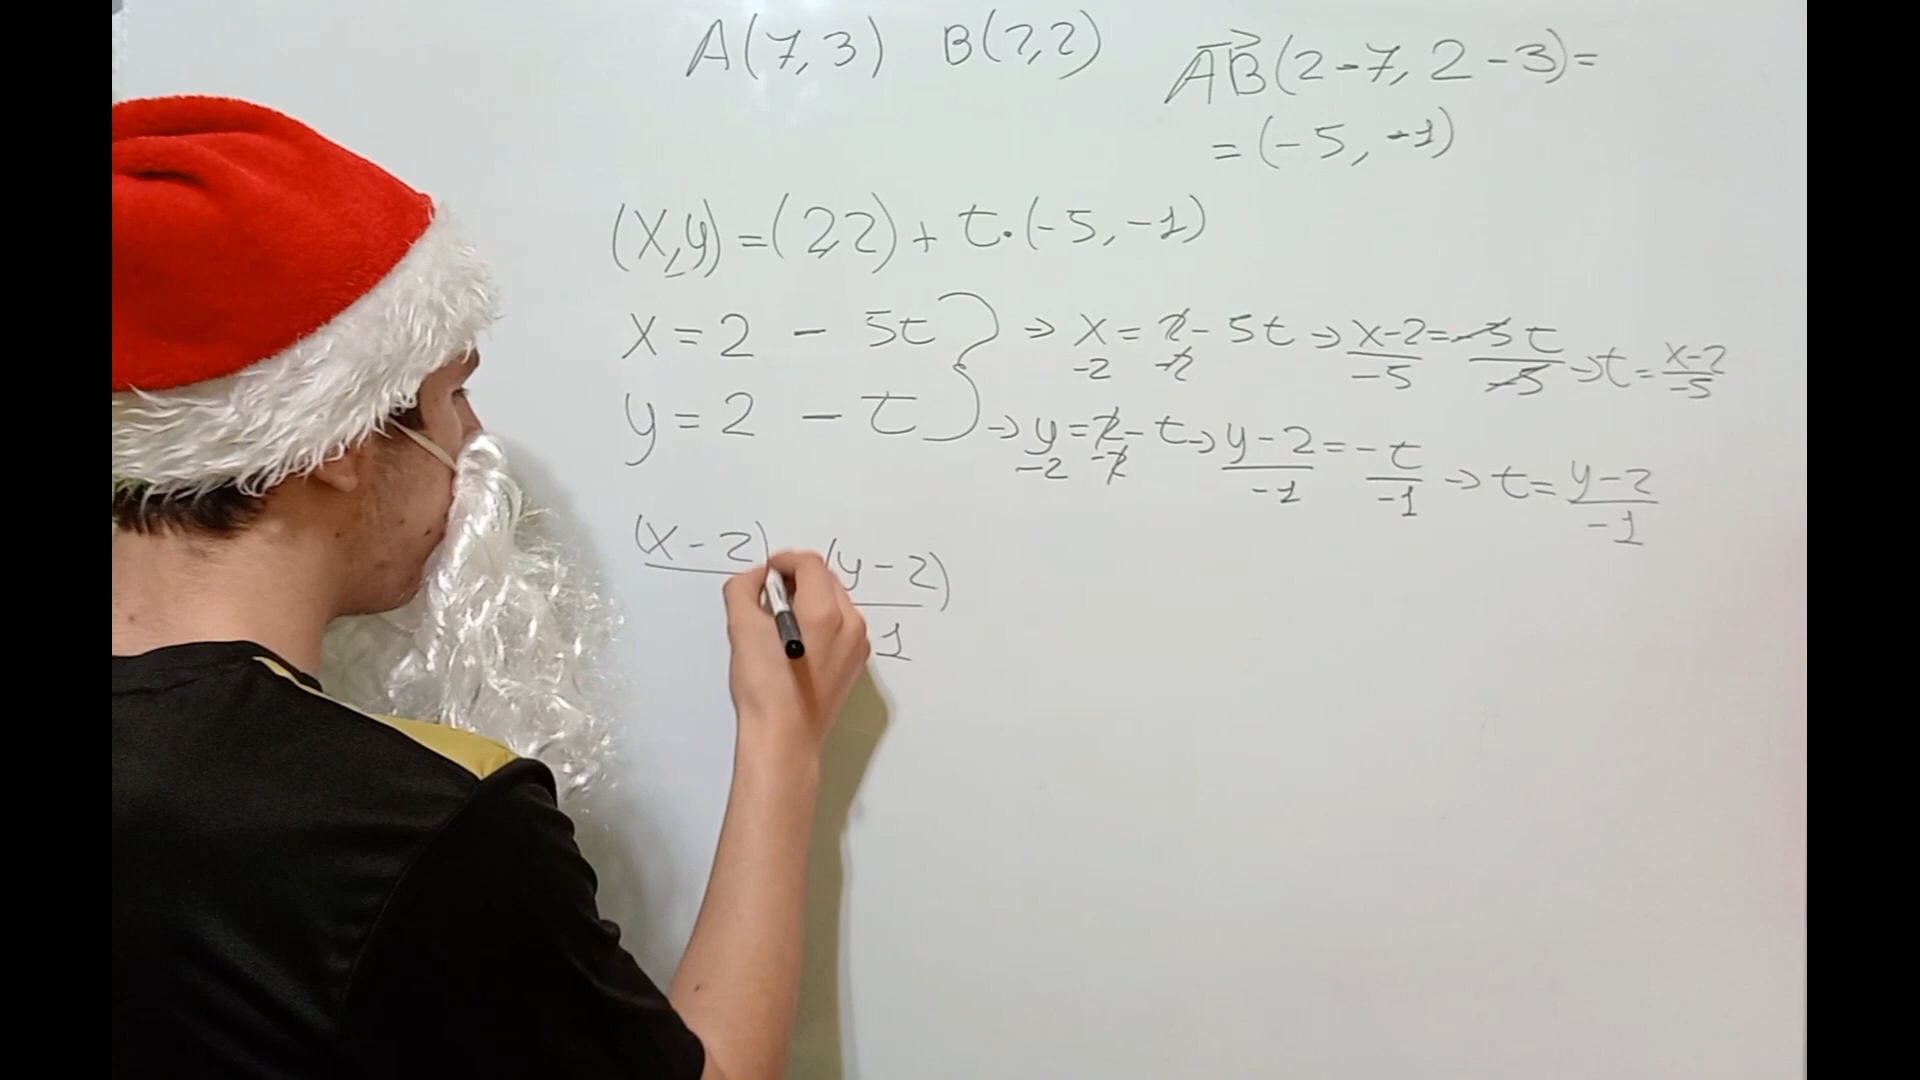 A(7,3) B(2,2) AB(2-7, 2-3)=
=(-5, -1)
(x,y)=(2,2)+ t·(-5,-1)
x=2 - 5t } → x = 2 - 5t → x-2 = -5t → t = x-2
-2 -2 -5 -5 -5
y=2 - t → y = 2 - t → y-2 = -t → t = y-2
-2 -2 -1 -1 -1
(x-2) (y-2)
1